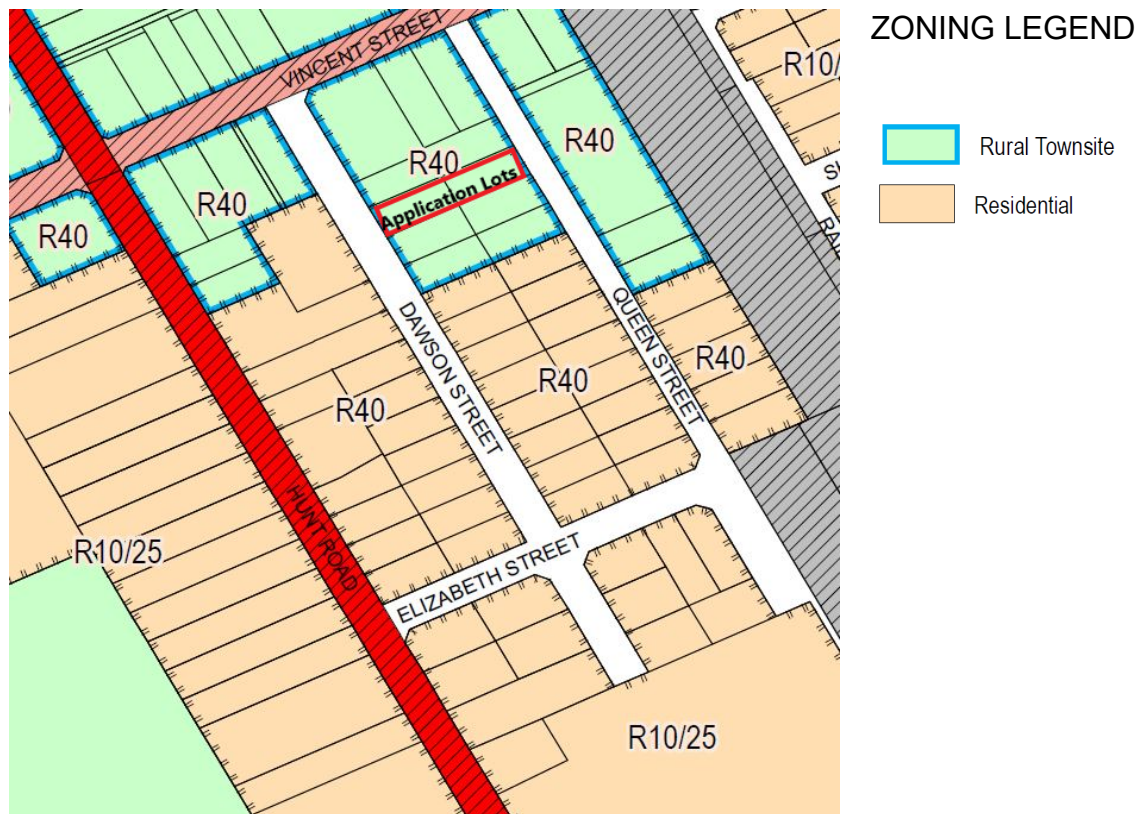 ZONING LEGEND
Rural Townsite
Residential
VINCENT STREET
R10/
R40
R40
Application Lots
R40
R40
DAWSON STREET
QUEEN STREET
R40
R40
R40
HUNT ROAD
R10/25
ELIZABETH STREET
R10/25